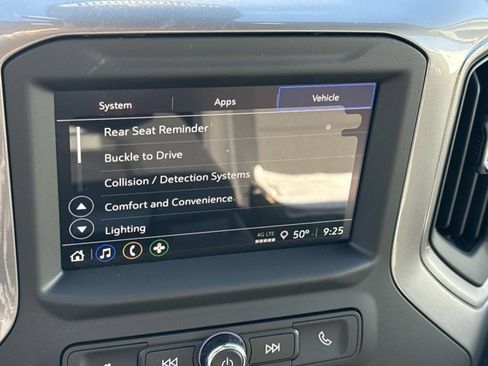 System Apps Vehicle
Rear Seat Reminder
Buckle to Drive
Collision / Detection Systems
Comfort and Convenience
Lighting
4G LTE 50° 9:25